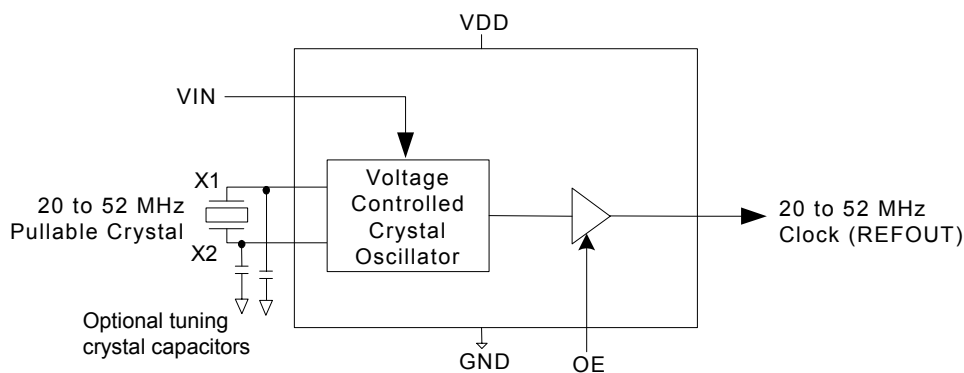 VDD
VIN
X1
20 to 52 MHz
Pullable Crystal
X2
Voltage
Controlled
Crystal
Oscillator
20 to 52 MHz
Clock (REFOUT)
Optional tuning
crystal capacitors
GND
OE